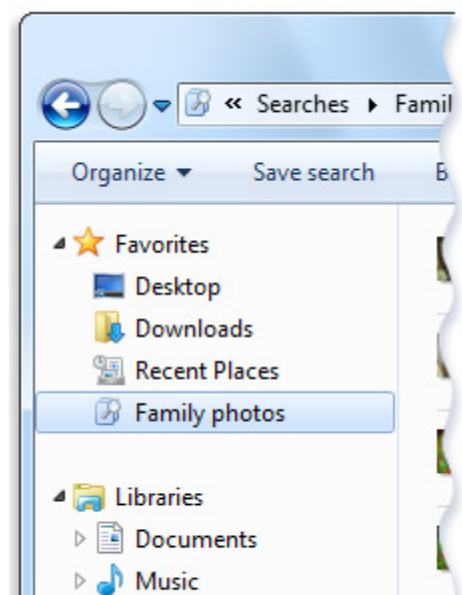 « Searches ▸ Famil
Organize ▾ Save search B
Favorites
Desktop
Downloads
Recent Places
Family photos
Libraries
Documents
Music